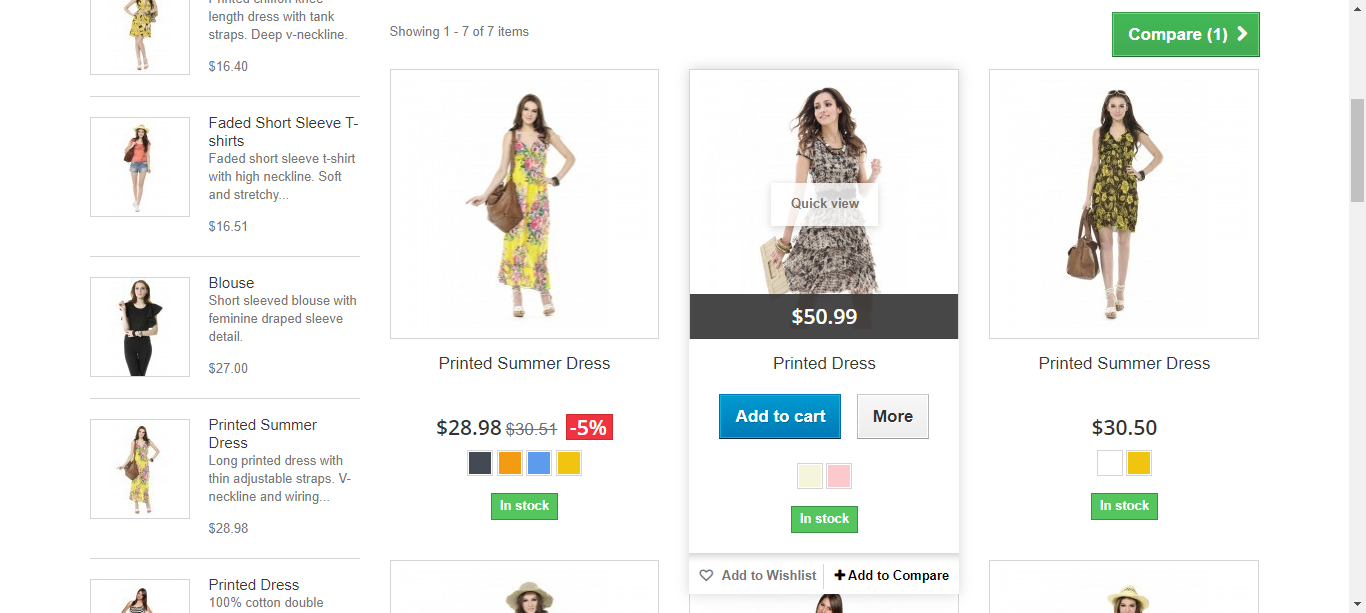 Printed chiffon knee
length dress with tank
straps. Deep v-neckline.
$16.40
Faded Short Sleeve T-
shirts
Faded short sleeve t-shirt
with high neckline. Soft
and stretchy...
$16.51
Blouse
Short sleeved blouse with
feminine draped sleeve
detail.
$27.00
Printed Summer
Dress
Long printed dress with
thin adjustable straps. V-
neckline and wiring...
$28.98
Printed Dress
100% cotton double
Showing 1 - 7 of 7 items
Compare (1)
Printed Summer Dress
$28.98 $30.51 -5%
In stock
Quick view
$50.99
Printed Dress
Add to cart More
In stock
Add to Wishlist Add to Compare
Printed Summer Dress
$30.50
In stock